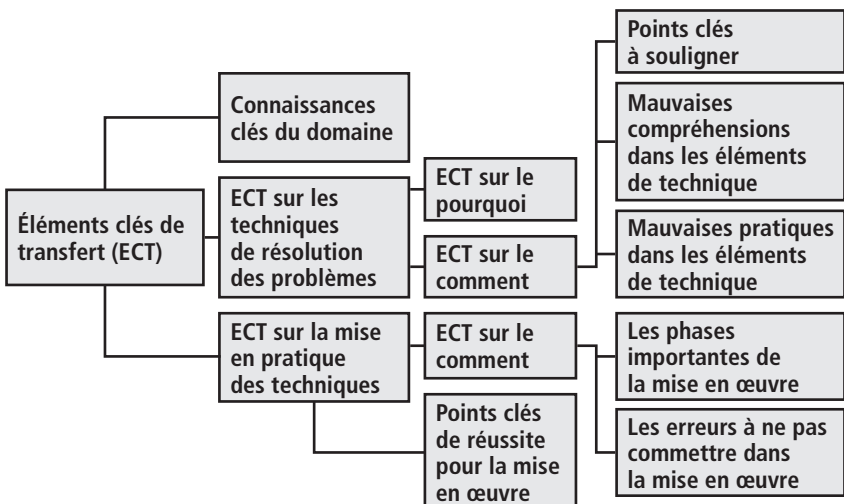 Éléments clés de
transfert (ECT)
Connaissances
clés du domaine
ECT sur les
techniques
de résolution
des problèmes
ECT sur la mise
en pratique
des techniques
ECT sur le
pourquoi
ECT sur le
comment
ECT sur le
comment
Points clés
de réussite
pour la mise
en œuvre
Points clés
à souligner
Mauvaises
compréhensions
dans les éléments
de technique
Mauvaises pratiques
dans les éléments
de technique
Les phases
importantes de
la mise en œuvre
Les erreurs à ne pas
commettre dans
la mise en œuvre